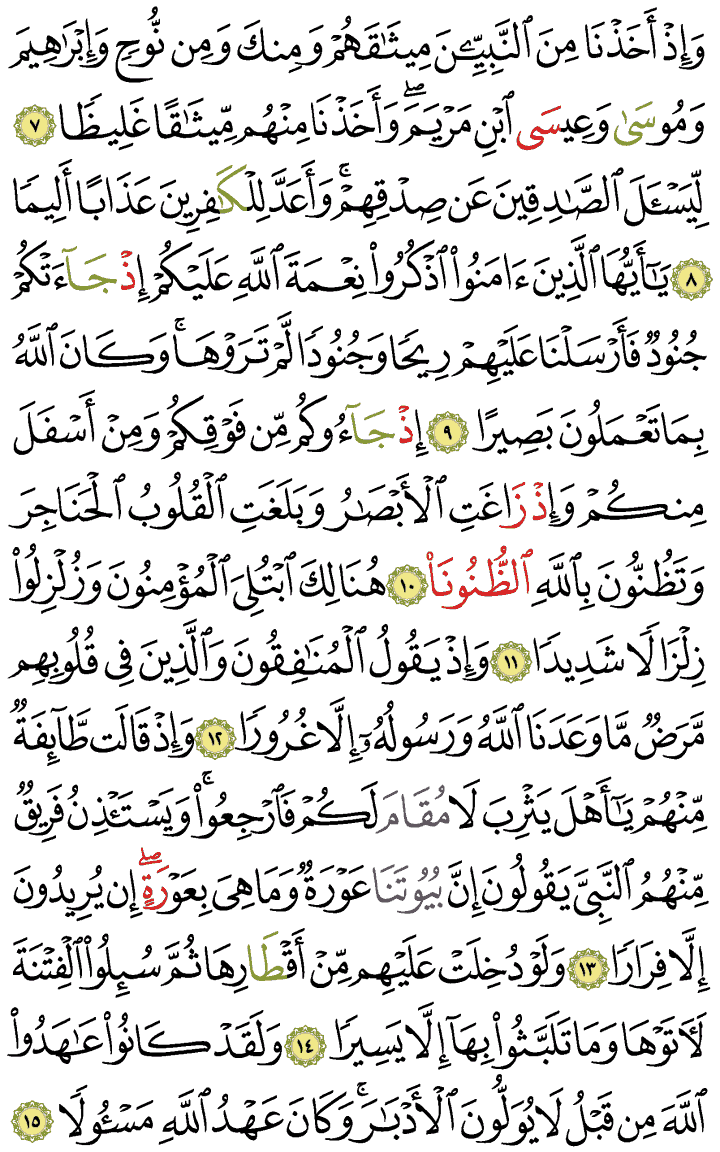 وَإِذْ أَخَذْنَا مِنَ ٱلنَّبِيِّـۧنَ مِيثَٰقَهُمْ وَمِنكَ وَمِن نُّوحٍ وَإِبْرَٰهِيمَ
وَمُوسَىٰ وَعِيسَى ٱبْنِ مَرْيَمَ ۖ وَأَخَذْنَا مِنْهُم مِّيثَٰقًا غَلِيظًا ٧
لِّيَسْـَٔلَ ٱلصَّٰدِقِينَ عَن صِدْقِهِمْ ۚ وَأَعَدَّ لِلْكَٰفِرِينَ عَذَابًا أَلِيمًا
٨ يَٰٓأَيُّهَا ٱلَّذِينَ ءَامَنُوا۟ ٱذْكُرُوا۟ نِعْمَةَ ٱللَّهِ عَلَيْكُمْ إِذْ جَآءَتْكُمْ
جُنُودٌ فَأَرْسَلْنَا عَلَيْهِمْ رِيحًا وَجُنُودًا لَّمْ تَرَوْهَا ۚ وَكَانَ ٱللَّهُ
بِمَا تَعْمَلُونَ بَصِيرًا ٩ إِذْ جَآءُوكُم مِّن فَوْقِكُمْ وَمِنْ أَسْفَلَ
مِنكُمْ وَإِذْ زَاغَتِ ٱلْأَبْصَٰرُ وَبَلَغَتِ ٱلْقُلُوبُ ٱلْحَنَاجِرَ
وَتَظُنُّونَ بِٱللَّهِ ٱلظُّنُونَا۠ ١٠ هُنَالِكَ ٱبْتُلِىَ ٱلْمُؤْمِنُونَ وَزُلْزِلُوا۟
زِلْزَالًا شَدِيدًا ١١ وَإِذْ يَقُولُ ٱلْمُنَٰفِقُونَ وَٱلَّذِينَ فِى قُلُوبِهِم
مَّرَضٌ مَّا وَعَدَنَا ٱللَّهُ وَرَسُولُهُۥٓ إِلَّا غُرُورًا ١٢ وَإِذْ قَالَت طَّآئِفَةٌ
مِّنْهُمْ يَٰٓأَهْلَ يَثْرِبَ لَا مُقَامَ لَكُمْ فَٱرْجِعُوا۟ ۚ وَيَسْتَـْٔذِنُ فَرِيقٌ
مِّنْهُمُ ٱلنَّبِىَّ يَقُولُونَ إِنَّ بُيُوتَنَا عَوْرَةٌ وَمَا هِىَ بِعَوْرَةٍ ۖ إِن يُرِيدُونَ
إِلَّا فِرَارًا ١٣ وَلَوْ دُخِلَتْ عَلَيْهِم مِّنْ أَقْطَارِهَا ثُمَّ سُئِلُوا۟ ٱلْفِتْنَةَ
لَـَٔاتَوْهَا وَمَا تَلَبَّثُوا۟ بِهَآ إِلَّا يَسِيرًا ١٤ وَلَقَدْ كَانُوا۟ عَٰهَدُوا۟
ٱللَّهَ مِن قَبْلُ لَا يُوَلُّونَ ٱلْأَدْبَٰرَ ۚ وَكَانَ عَهْدُ ٱللَّهِ مَسْـُٔولًا ١٥